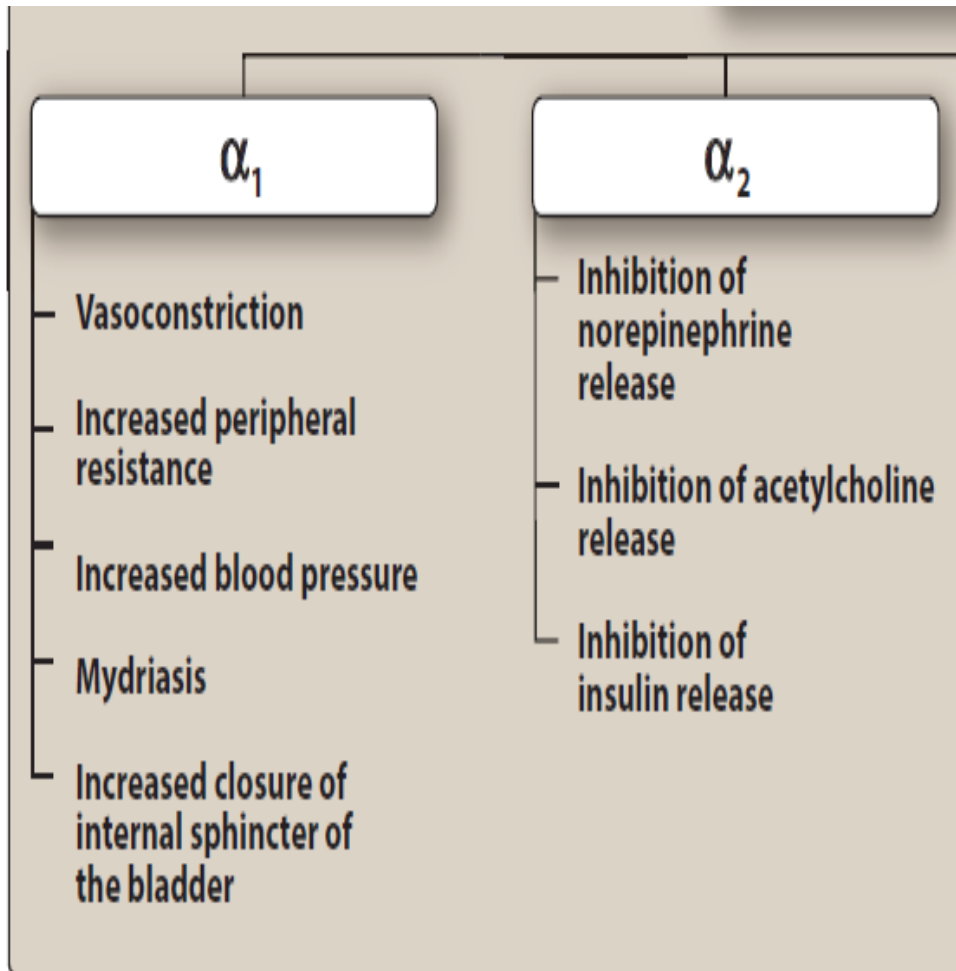 α₁
Vasoconstriction
Increased peripheral
resistance
Increased blood pressure
Mydriasis
Increased closure of
internal sphincter of
the bladder
α₂
Inhibition of
norepinephrine
release
Inhibition of acetylcholine
release
Inhibition of
insulin release